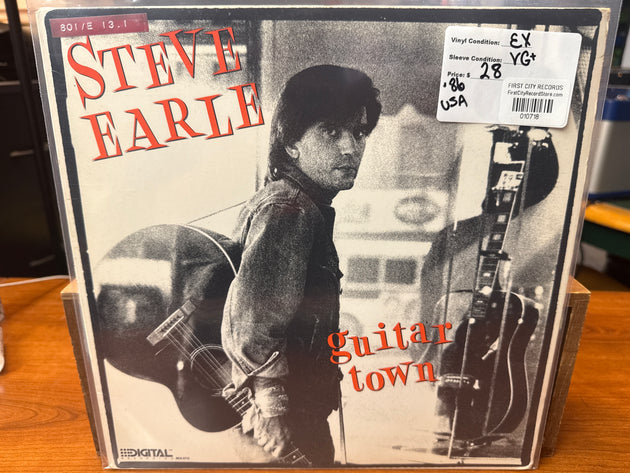 801/E 13.1
STEVE
EARLE
Vinyl Condition: EX
Sleeve Condition: VG+
Price: $ 28
'86
USA
FIRST CITY RECORDS
FirstCityRecordStore.com
010718
guitar
town
DIGITAL